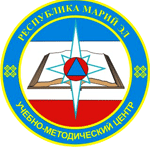 РЕСПУБЛИКА МАРИЙ ЭЛ
УЧЕБНО-МЕТОДИЧЕСКИЙ ЦЕНТР